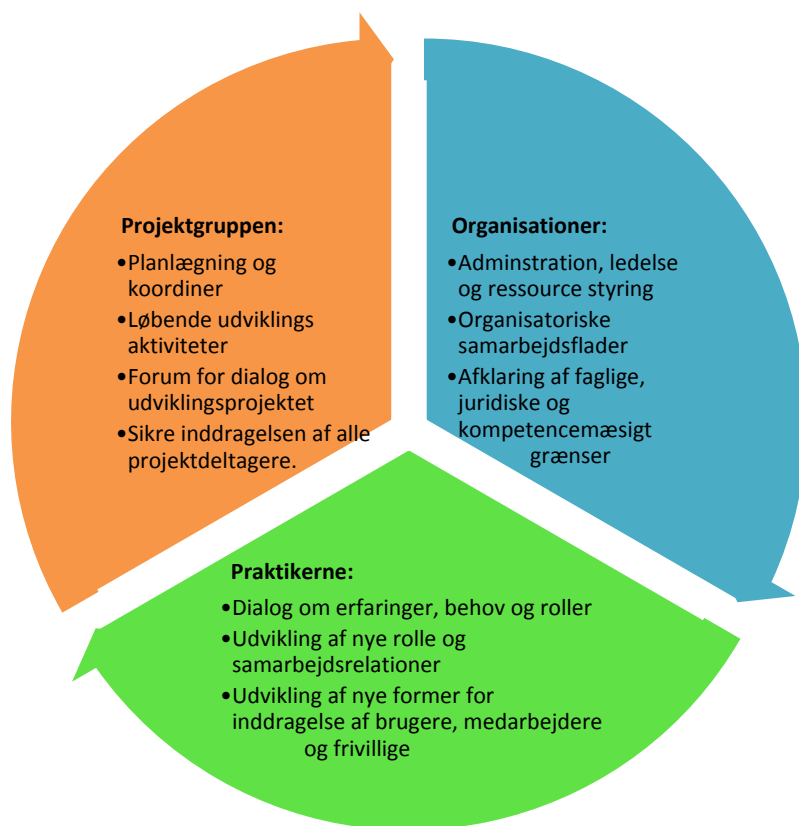 Projektgruppen:
•Planlægning og
koordiner
•Løbende udviklings
aktiviteter
•Forum for dialog om
udviklingsprojektet
•Sikre inddragelsen af alle
projektdeltagere.
Organisationer:
•Adminstration, ledelse
og ressource styring
•Organisatoriske
samarbejdsflader
•Afklaring af faglige,
juridiske og
kompetencemæsigt
grænser
Praktikerne:
•Dialog om erfaringer, behov og roller
•Udvikling af nye rolle og
samarbejdsrelationer
•Udvikling af nye former for
inddragelse af brugere, medarbejdere
og frivillige